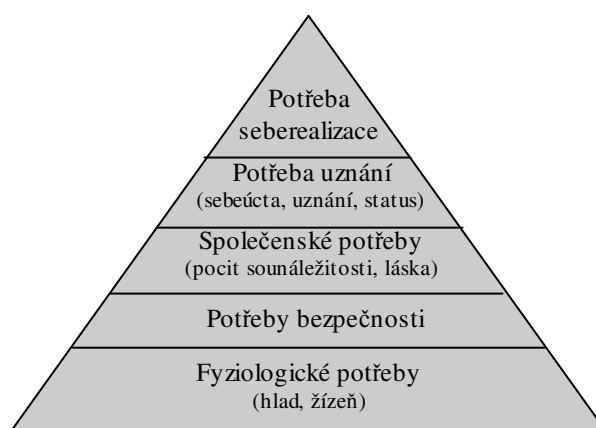 Potřeba
seberealizace
Potřeba uznání
(sebeúcta, uznání, status)
Společenské potřeby
(pocit sounáležitosti, láska)
Potřeby bezpečnosti
Fyziologické potřeby
(hlad, žízeň)